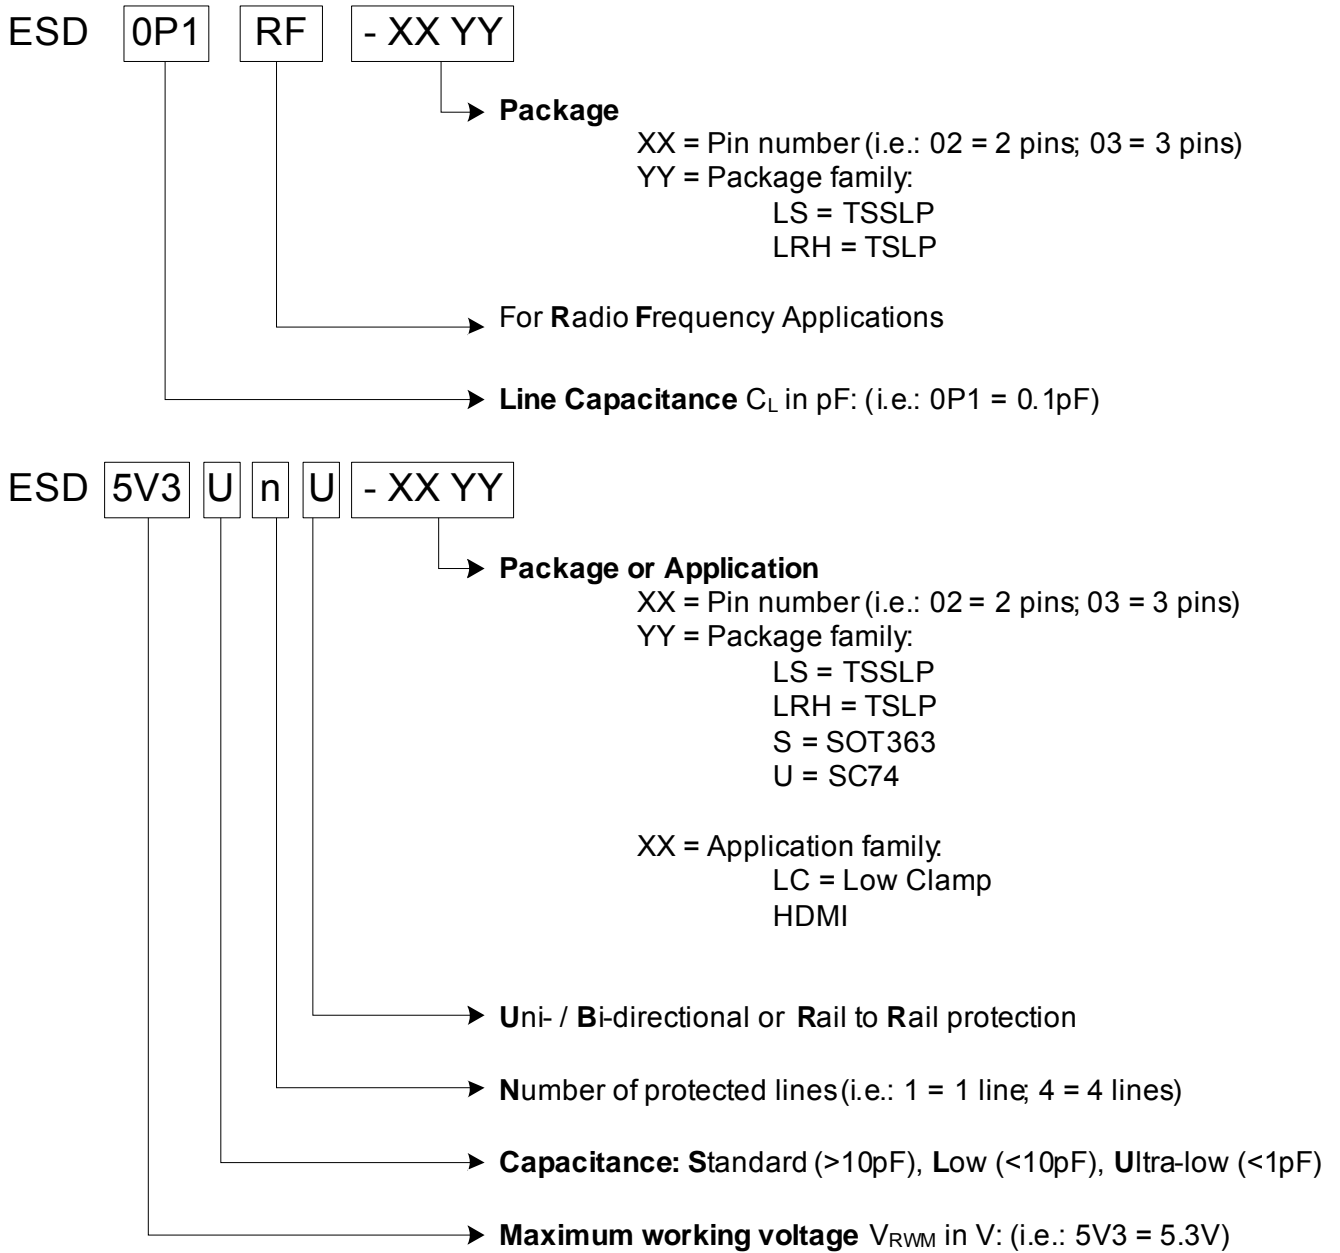 ESD 0P1 RF - XX YY
Package
XX = Pin number (i.e.: 02 = 2 pins; 03 = 3 pins)
YY = Package family:
LS = TSSLP
LRH = TSLP
For Radio Frequency Applications
Line Capacitance CL in pF: (i.e.: 0P1 = 0.1pF)
ESD 5V3 U n U - XX YY
Package or Application
XX = Pin number (i.e.: 02 = 2 pins; 03 = 3 pins)
YY = Package family:
LS = TSSLP
LRH = TSLP
S = SOT363
U = SC74
XX = Application family:
LC = Low Clamp
HDMI
Uni- / Bi-directional or Rail to Rail protection
Number of protected lines (i.e.: 1 = 1 line; 4 = 4 lines)
Capacitance: Standard (>10pF), Low (<10pF), Ultra-low (<1pF)
Maximum working voltage VRWM in V: (i.e.: 5V3 = 5.3V)